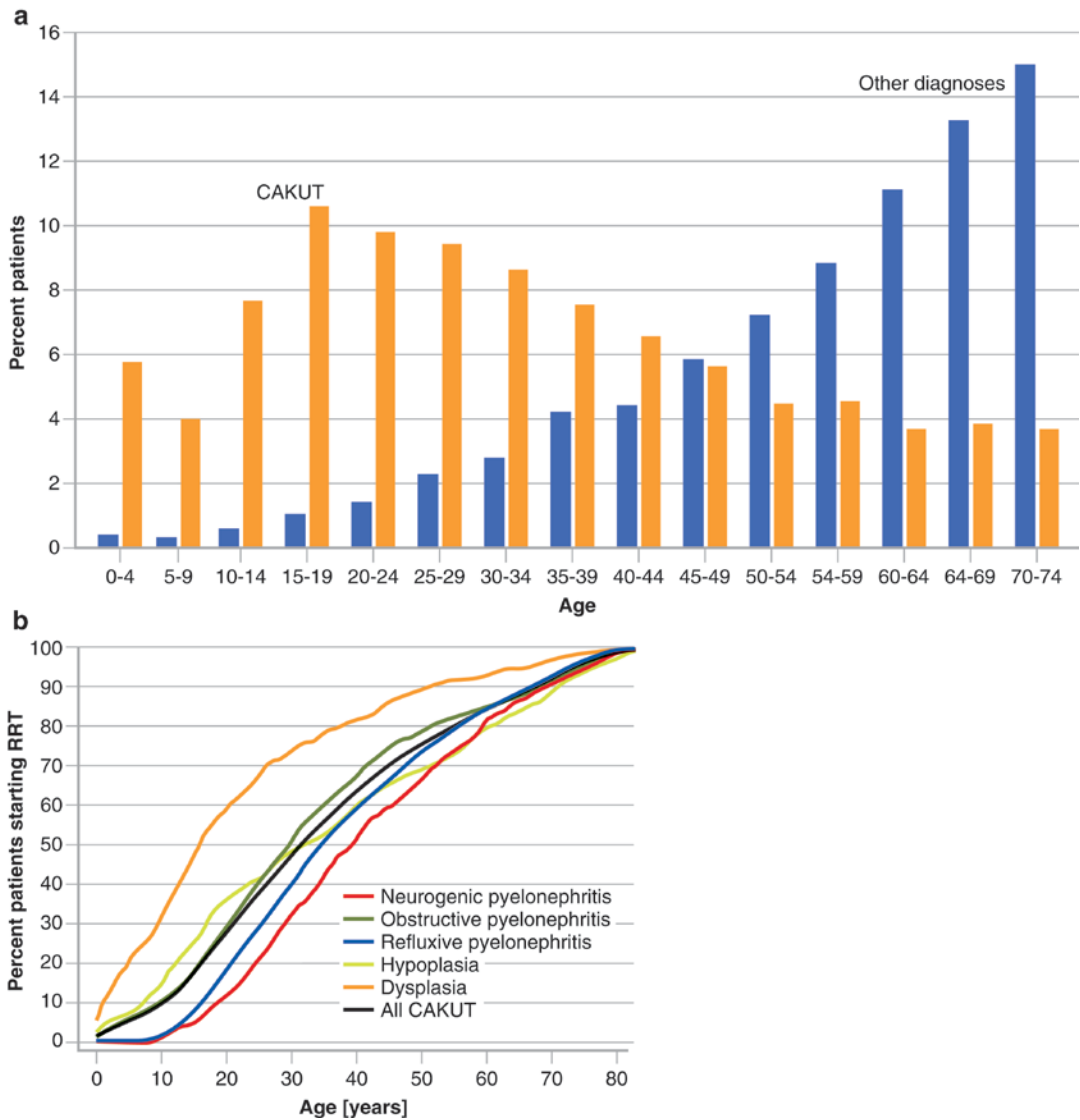 a
16
14
12
10
8
6
4
2
0
Percent patients
CAKUT
Other diagnoses
0-4 5-9 10-14 15-19 20-24 25-29 30-34 35-39 40-44 45-49 50-54 54-59 60-64 64-69 70-74
Age
b
100
90
80
70
60
50
40
30
20
10
0
Percent patients starting RRT
Neurogenic pyelonephritis
Obstructive pyelonephritis
Refluxive pyelonephritis
Hypoplasia
Dysplasia
All CAKUT
0 10 20 30 40 50 60 70 80
Age [years]